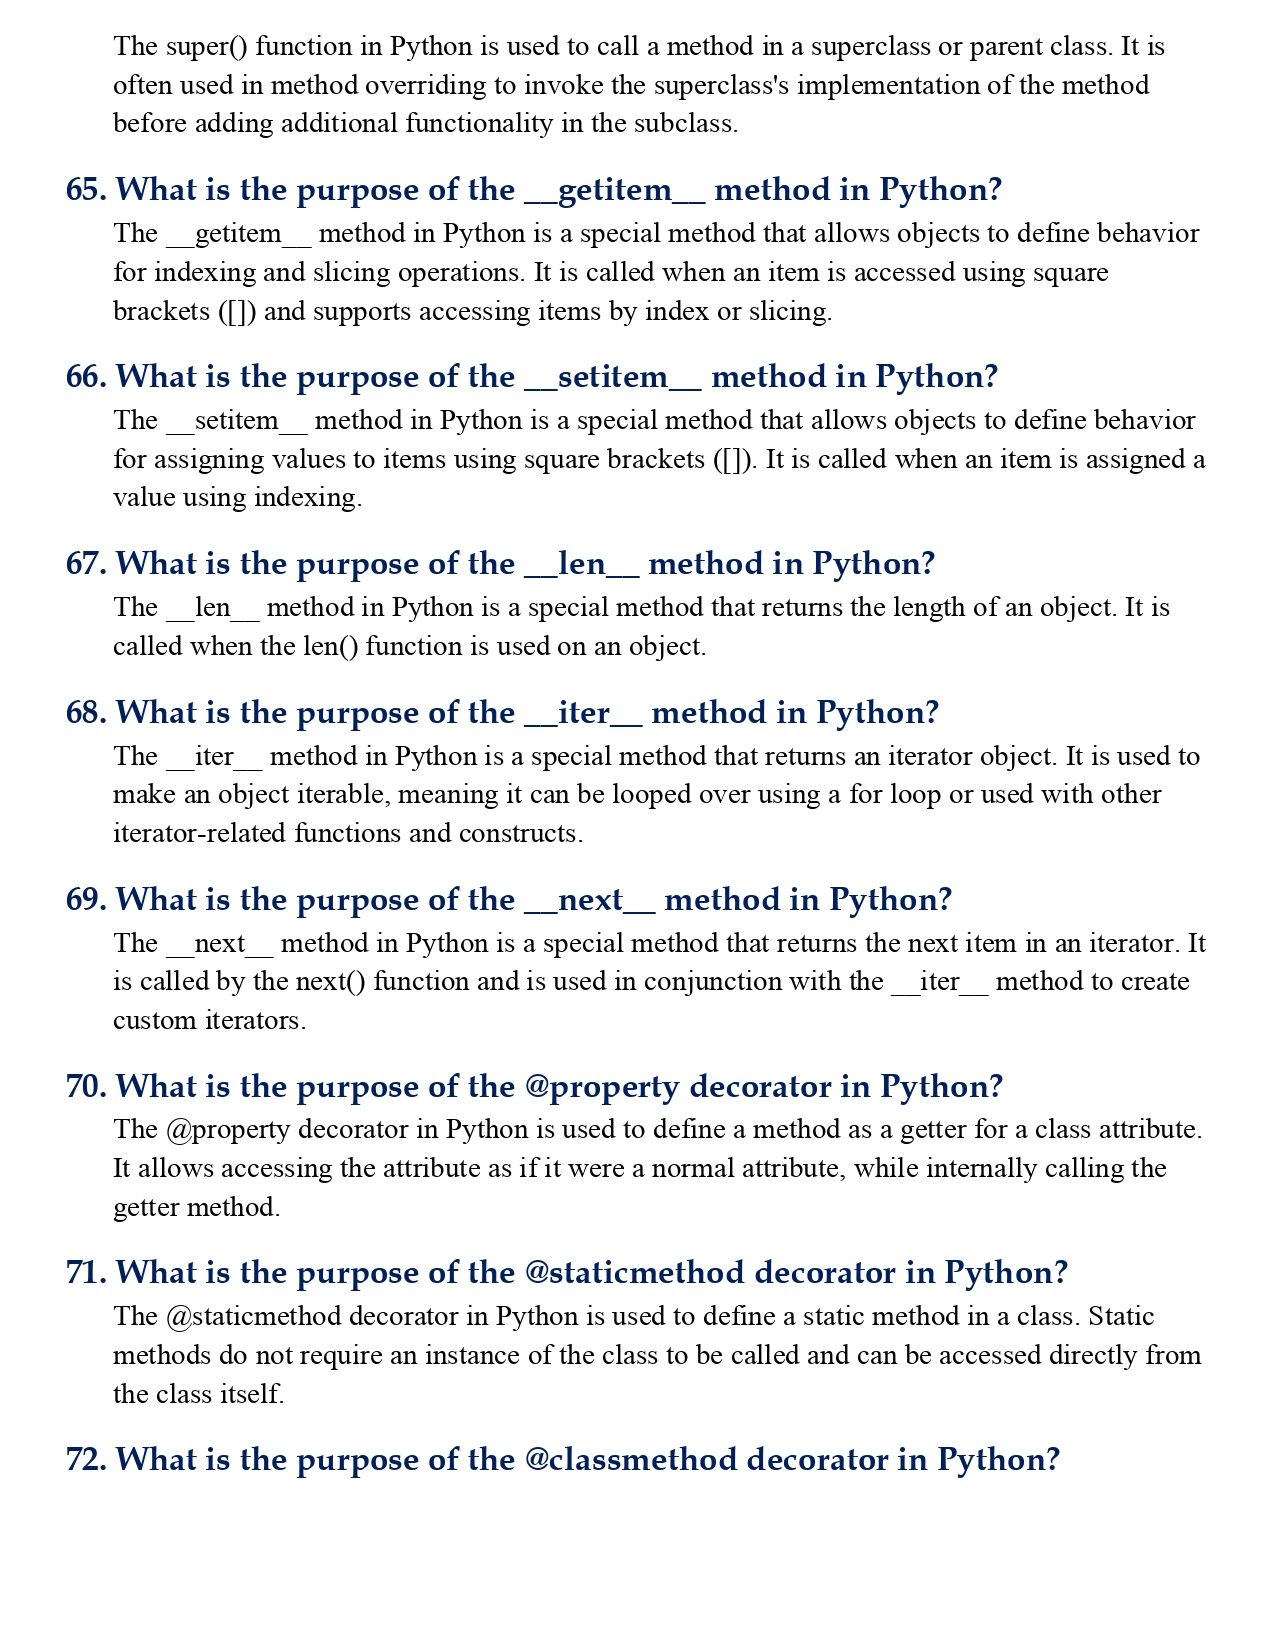 The super() function in Python is used to call a method in a superclass or parent class. It is
often used in method overriding to invoke the superclass's implementation of the method
before adding additional functionality in the subclass.
65. What is the purpose of the __getitem__ method in Python?
The __getitem__ method in Python is a special method that allows objects to define behavior
for indexing and slicing operations. It is called when an item is accessed using square
brackets ([]) and supports accessing items by index or slicing.
66. What is the purpose of the __setitem__ method in Python?
The __setitem__ method in Python is a special method that allows objects to define behavior
for assigning values to items using square brackets ([]). It is called when an item is assigned a
value using indexing.
67. What is the purpose of the __len__ method in Python?
The __len__ method in Python is a special method that returns the length of an object. It is
called when the len() function is used on an object.
68. What is the purpose of the __iter__ method in Python?
The __iter__ method in Python is a special method that returns an iterator object. It is used to
make an object iterable, meaning it can be looped over using a for loop or used with other
iterator-related functions and constructs.
69. What is the purpose of the __next__ method in Python?
The __next__ method in Python is a special method that returns the next item in an iterator. It
is called by the next() function and is used in conjunction with the __iter__ method to create
custom iterators.
70. What is the purpose of the @property decorator in Python?
The @property decorator in Python is used to define a method as a getter for a class attribute.
It allows accessing the attribute as if it were a normal attribute, while internally calling the
getter method.
71. What is the purpose of the @staticmethod decorator in Python?
The @staticmethod decorator in Python is used to define a static method in a class. Static
methods do not require an instance of the class to be called and can be accessed directly from
the class itself.
72. What is the purpose of the @classmethod decorator in Python?